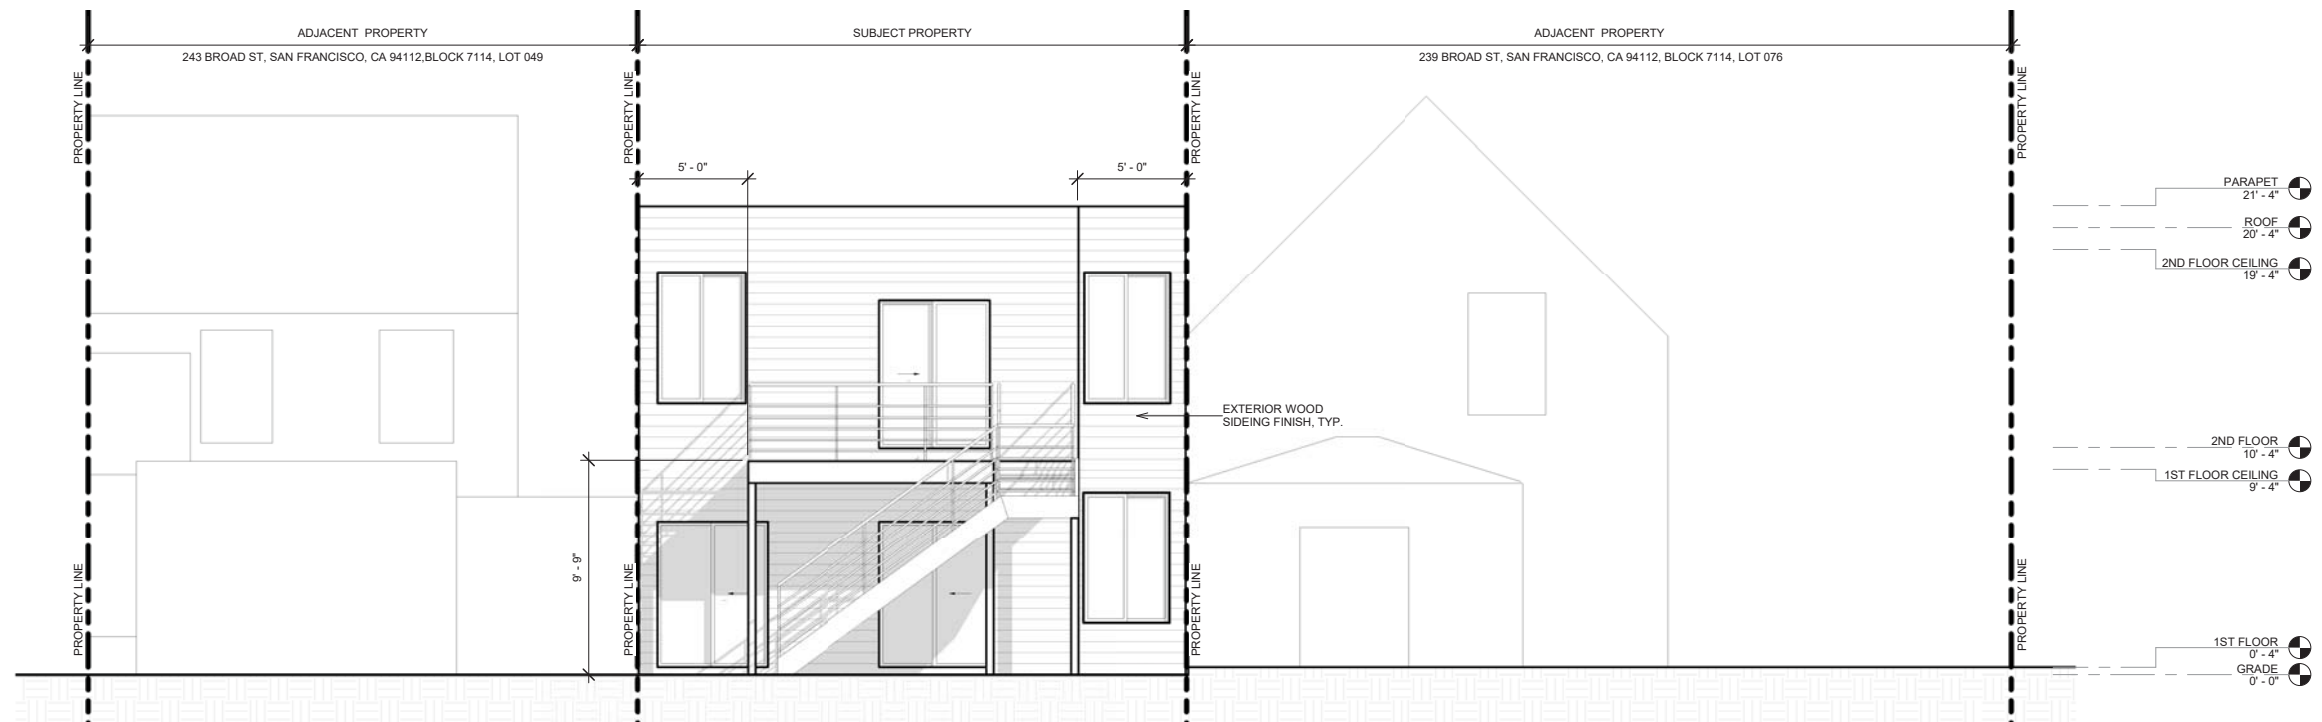 ADJACENT PROPERTY
SUBJECT PROPERTY
ADJACENT PROPERTY
243 BROAD ST, SAN FRANCISCO, CA 94112,BLOCK 7114, LOT 049
239 BROAD ST, SAN FRANCISCO, CA 94112, BLOCK 7114, LOT 076
PROPERTY LINE
PROPERTY LINE
PROPERTY LINE
PROPERTY LINE
5' - 0"
5' - 0"
PARAPET
21' - 4"
ROOF
20' - 4"
2ND FLOOR CEILING
19' - 4"
EXTERIOR WOOD
SIDEING FINISH, TYP.
2ND FLOOR
10' - 4"
1ST FLOOR CEILING
9' - 4"
9' - 9"
PROPERTY LINE
PROPERTY LINE
PROPERTY LINE
PROPERTY LINE
1ST FLOOR
0' - 4"
GRADE
0' - 0"